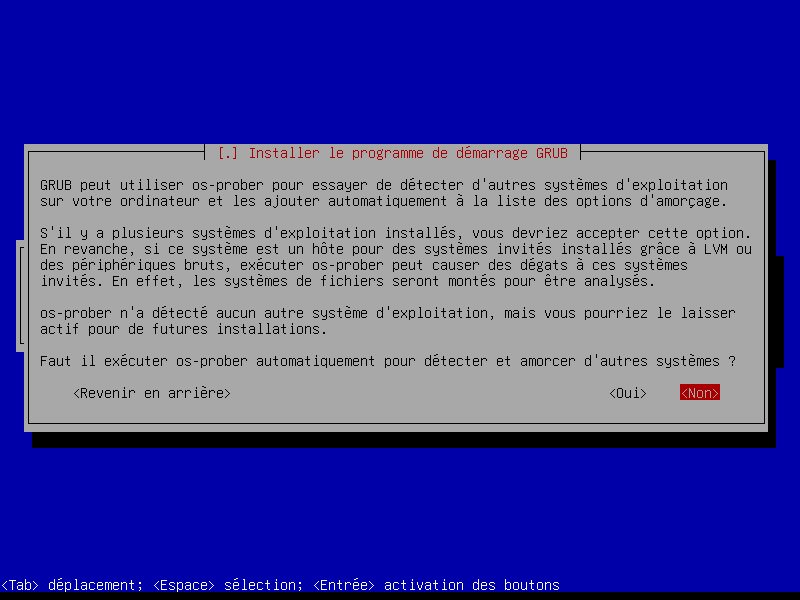 [.] Installer le programme de démarrage GRUB
GRUB peut utiliser os-prober pour essayer de détecter d'autres systèmes d'exploitation
sur votre ordinateur et les ajouter automatiquement à la liste des options d'amorçage.
S'il y a plusieurs systèmes d'exploitation installés, vous devriez accepter cette option.
En revanche, si ce système est un hôte pour des systèmes invités installés grâce à LVM ou
des périphériques bruts, exécuter os-prober peut causer des dégats à ces systèmes
invités. En effet, les systèmes de fichiers seront montés pour être analysés.
os-prober n'a détecté aucun autre système d'exploitation, mais vous pourriez le laisser
actif pour de futures installations.
Faut il exécuter os-prober automatiquement pour détecter et amorcer d'autres systèmes ?
<Revenir en arrière> <Oui> <Non>
<Tab> déplacement; <Espace> sélection; <Entrée> activation des boutons